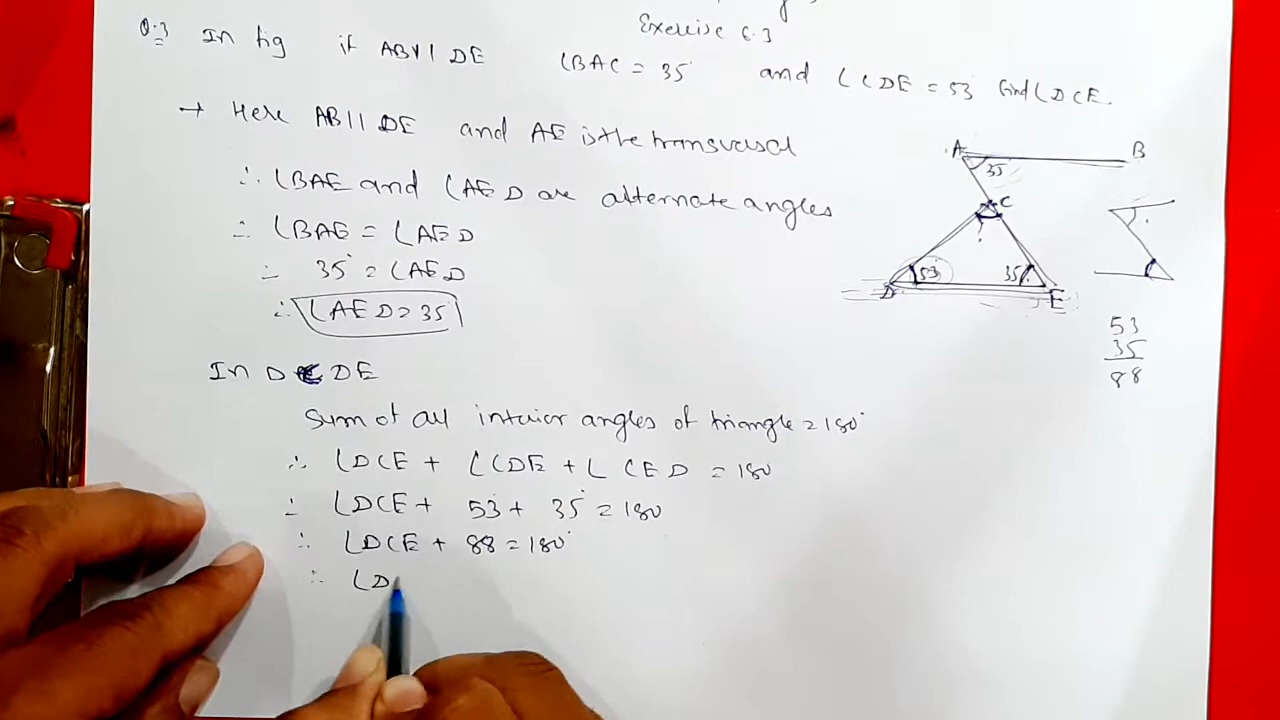 Exercise 6.3
Q.3 In fig if AB || DE ∠BAC = 35° and ∠CDE = 53° find ∠DCE.
→ Here AB || DE and AE is the transversal
∴ ∠BAE and ∠AED are alternate angles
∴ ∠BAE = ∠AED
∴ 35° = ∠AED
∴ ∠AED = 35
In D C DE
Sum of all interior angles of triangle = 180°
∴ ∠DCE + ∠CDE + ∠CED = 180
∴ ∠DCE + 53° + 35° = 180
∴ ∠DCE + 88 = 180°
∴ ∠D
A B
35
C
?
53
35
D E
53
35
88